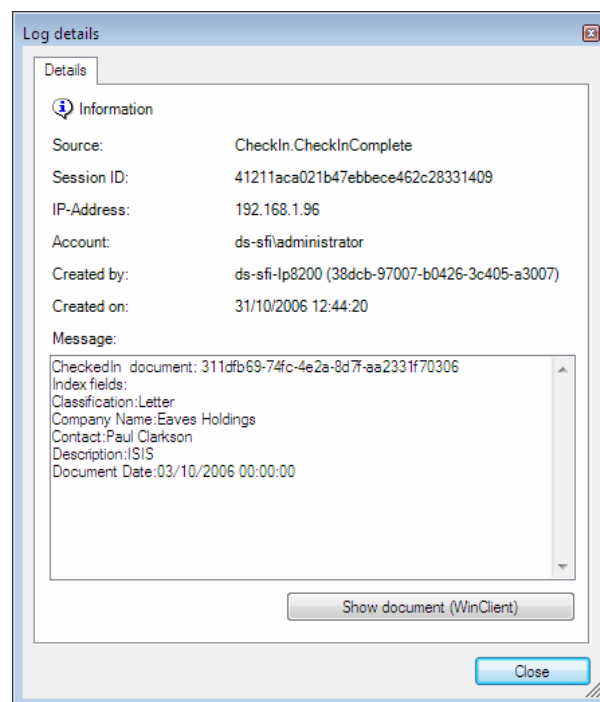 Log details
Details
Information
Source: CheckIn.CheckInComplete
Session ID: 41211aca021b47ebbece462c28331409
IP-Address: 192.168.1.96
Account: ds-sfi\administrator
Created by: ds-sfi-lp8200 (38dcb-97007-b0426-3c405-a3007)
Created on: 31/10/2006 12:44:20
Message:
CheckedIn document: 311dfb69-74fc-4e2a-8d7f-aa2331f70306
Index fields:
Classification:Letter
Company Name:Eaves Holdings
Contact:Paul Clarkson
Description:ISIS
Document Date:03/10/2006 00:00:00
Show document (WinClient)
Close